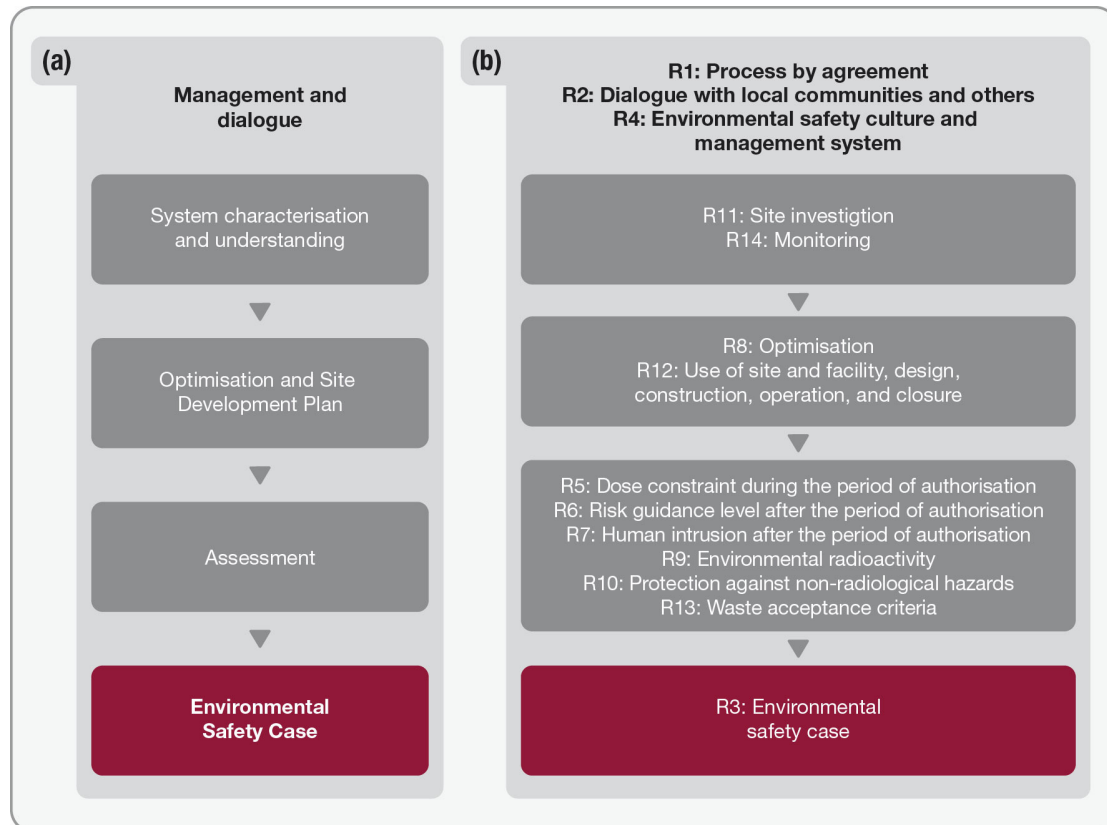 (a)
Management and
dialogue
System characterisation
and understanding
Optimisation and Site
Development Plan
Assessment
Environmental
Safety Case
(b)
R1: Process by agreement
R2: Dialogue with local communities and others
R4: Environmental safety culture and
management system
R11: Site investigtion
R14: Monitoring
R8: Optimisation
R12: Use of site and facility, design,
construction, operation, and closure
R5: Dose constraint during the period of authorisation
R6: Risk guidance level after the period of authorisation
R7: Human intrusion after the period of authorisation
R9: Environmental radioactivity
R10: Protection against non-radiological hazards
R13: Waste acceptance criteria
R3: Environmental
safety case